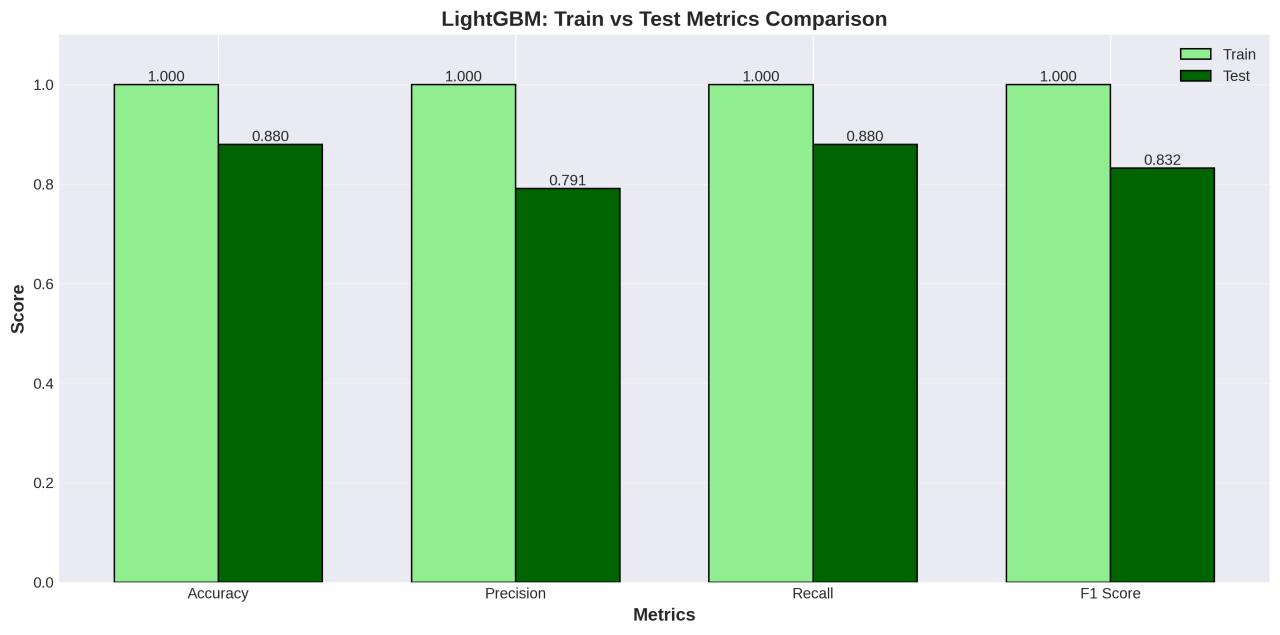 LightGBM: Train vs Test Metrics Comparison
Train
Test
1.000
0.880
1.000
0.791
1.000
0.880
1.000
0.832
Score
1.0
0.8
0.6
0.4
0.2
0.0
Accuracy
Precision
Recall
F1 Score
Metrics